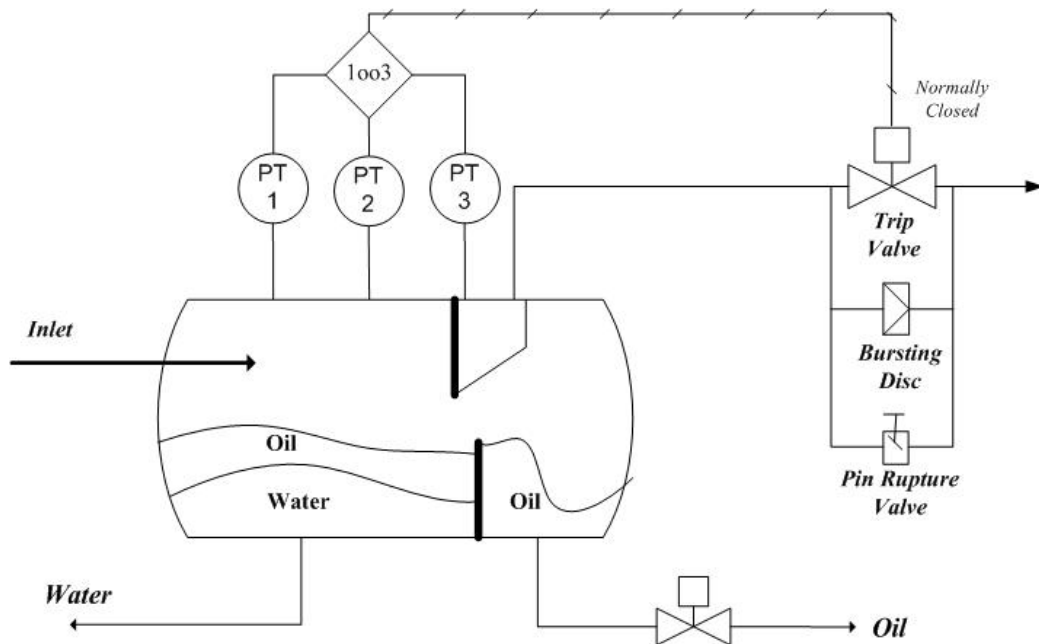 1oo3
Normally
Closed
PT
1
PT
2
PT
3
Trip
Valve
Inlet
Bursting
Disc
Oil
Water
Oil
Pin Rupture
Valve
Water
Oil